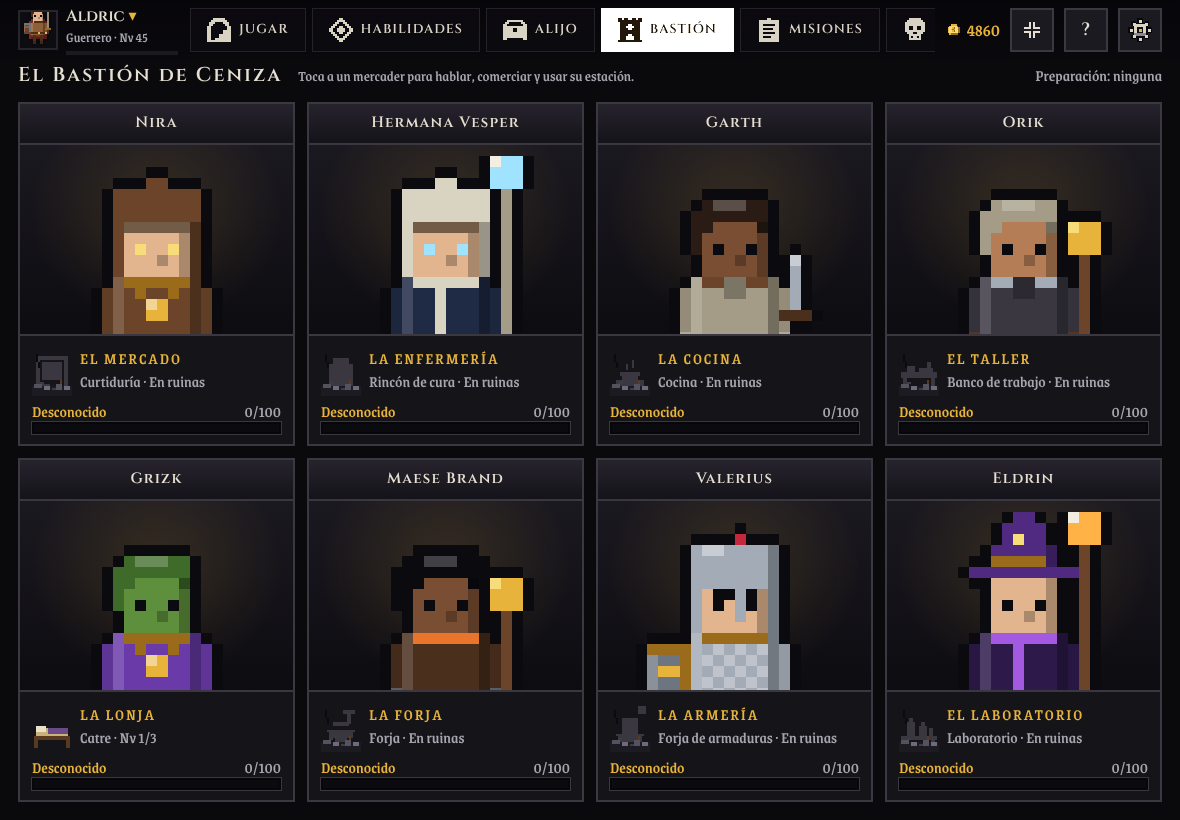 ALDRIC ▼
Guerrero · Nv 45
JUGAR
HABILIDADES
ALIJO
BASTIÓN
MISIONES
4860
?
EL BASTIÓN DE CENIZA
Toca a un mercader para hablar, comerciar y usar su estación.
Preparación: ninguna
NIRA
HERMANA VESPER
GARTH
ORIK
EL MERCADO
Curtiduría · En ruinas
Desconocido 0/100
LA ENFERMERÍA
Rincón de cura · En ruinas
Desconocido 0/100
LA COCINA
Cocina · En ruinas
Desconocido 0/100
EL TALLER
Banco de trabajo · En ruinas
Desconocido 0/100
GRIZK
MAESE BRAND
VALERIUS
ELDRIN
LA LONJA
Catre · Nv 1/3
Desconocido 0/100
LA FORJA
Forja · En ruinas
Desconocido 0/100
LA ARMERÍA
Forja de armaduras · En ruinas
Desconocido 0/100
EL LABORATORIO
Laboratorio · En ruinas
Desconocido 0/100